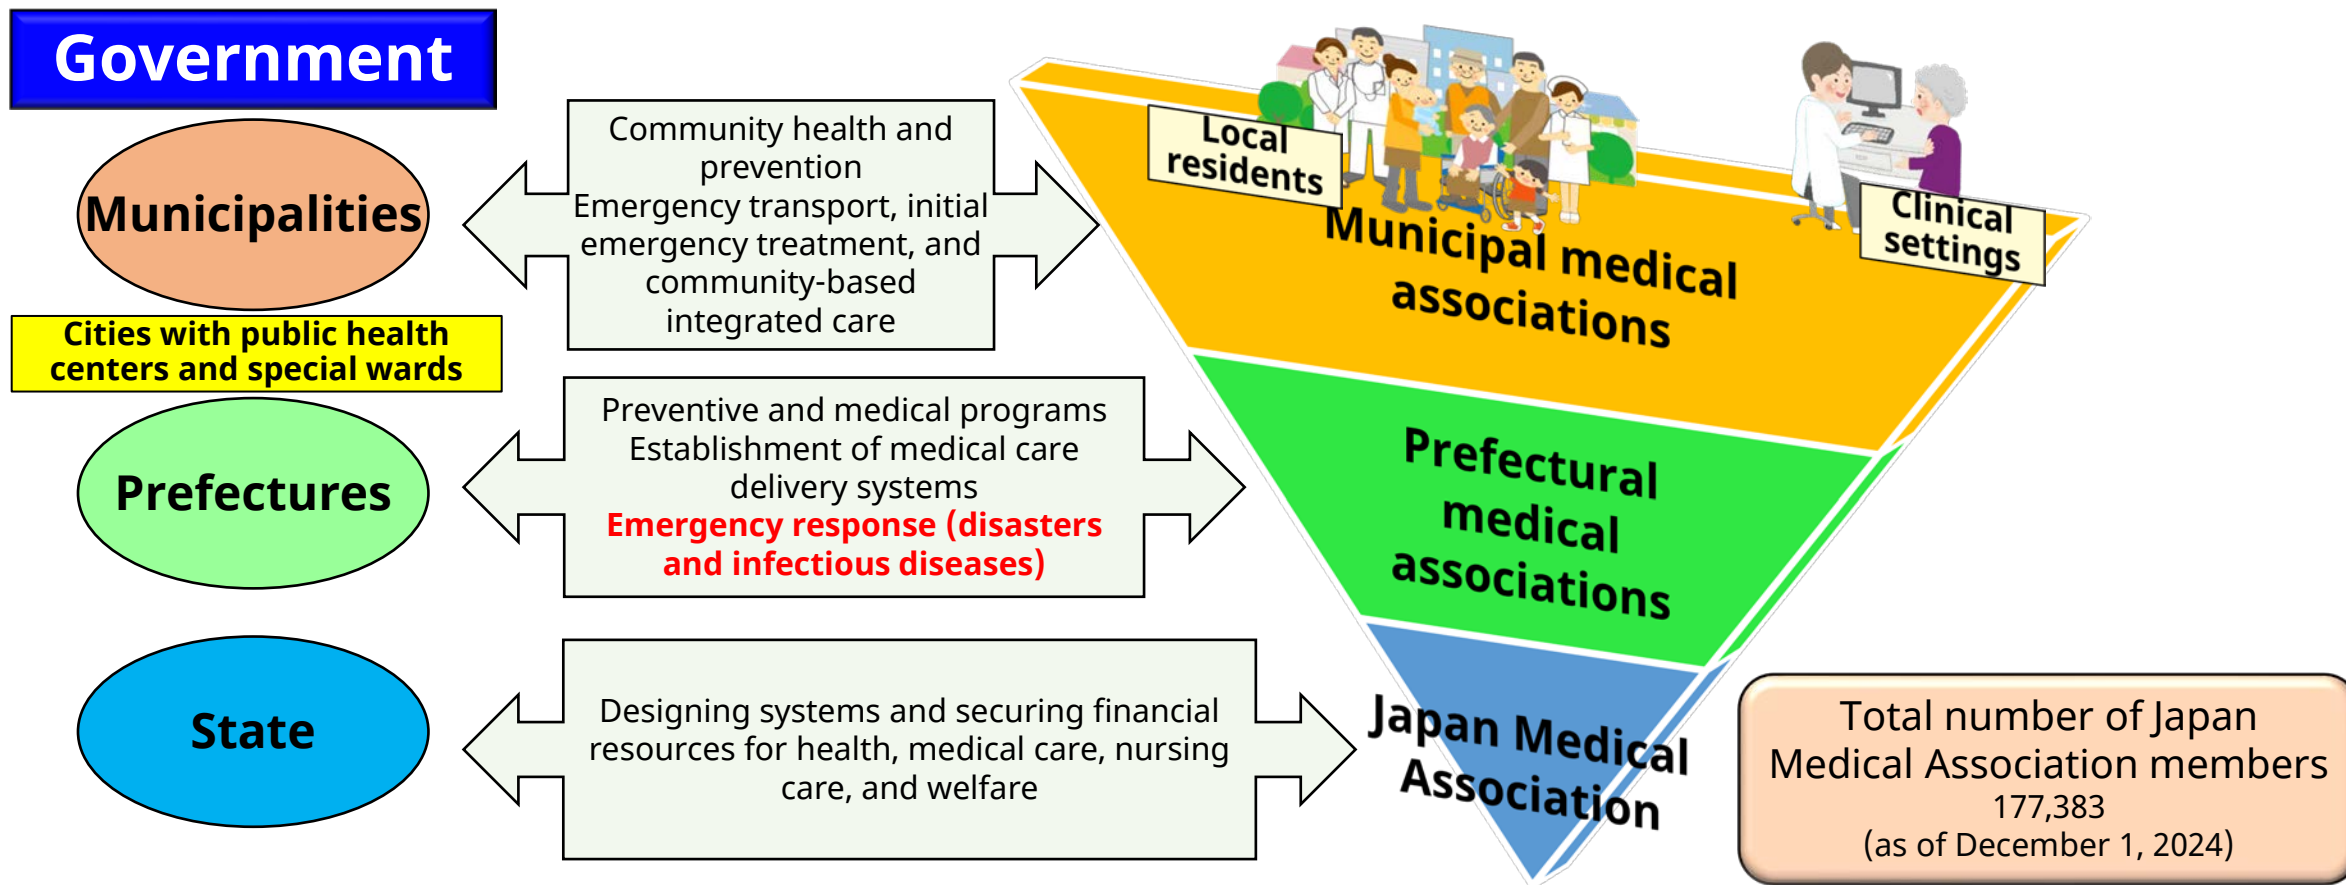 Government
Municipalities
Cities with public health
centers and special wards
Prefectures
State
Community health and
prevention
Emergency transport, initial
emergency treatment, and
community-based
integrated care
Preventive and medical programs
Establishment of medical care
delivery systems
Emergency response (disasters
and infectious diseases)
Designing systems and securing financial
resources for health, medical care, nursing
care, and welfare
Local
residents
Clinical
settings
Municipal medical
associations
Prefectural
medical
associations
Japan Medical
Association
Total number of Japan
Medical Association members
177,383
(as of December 1, 2024)